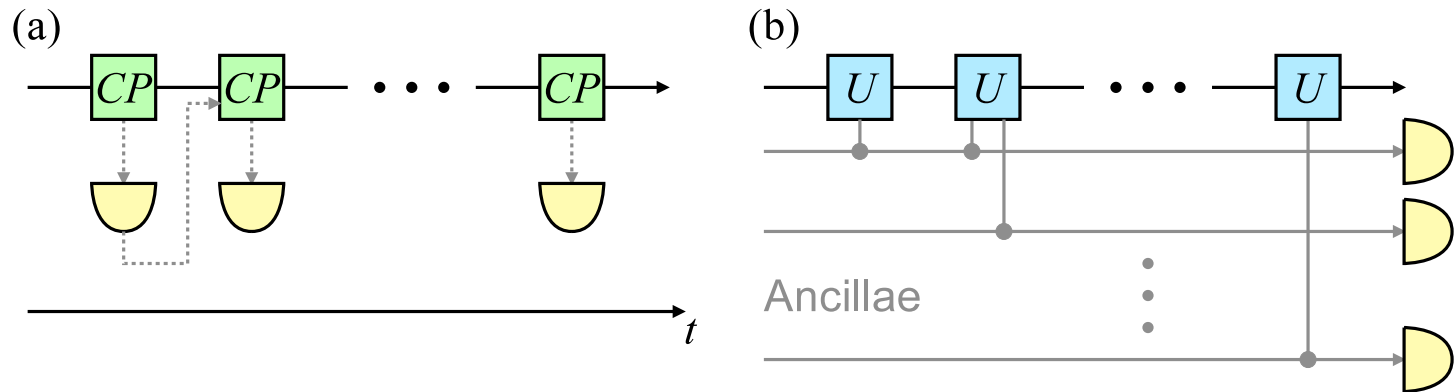 (a)
CP CP CP
t
(b)
U U U
Ancillae